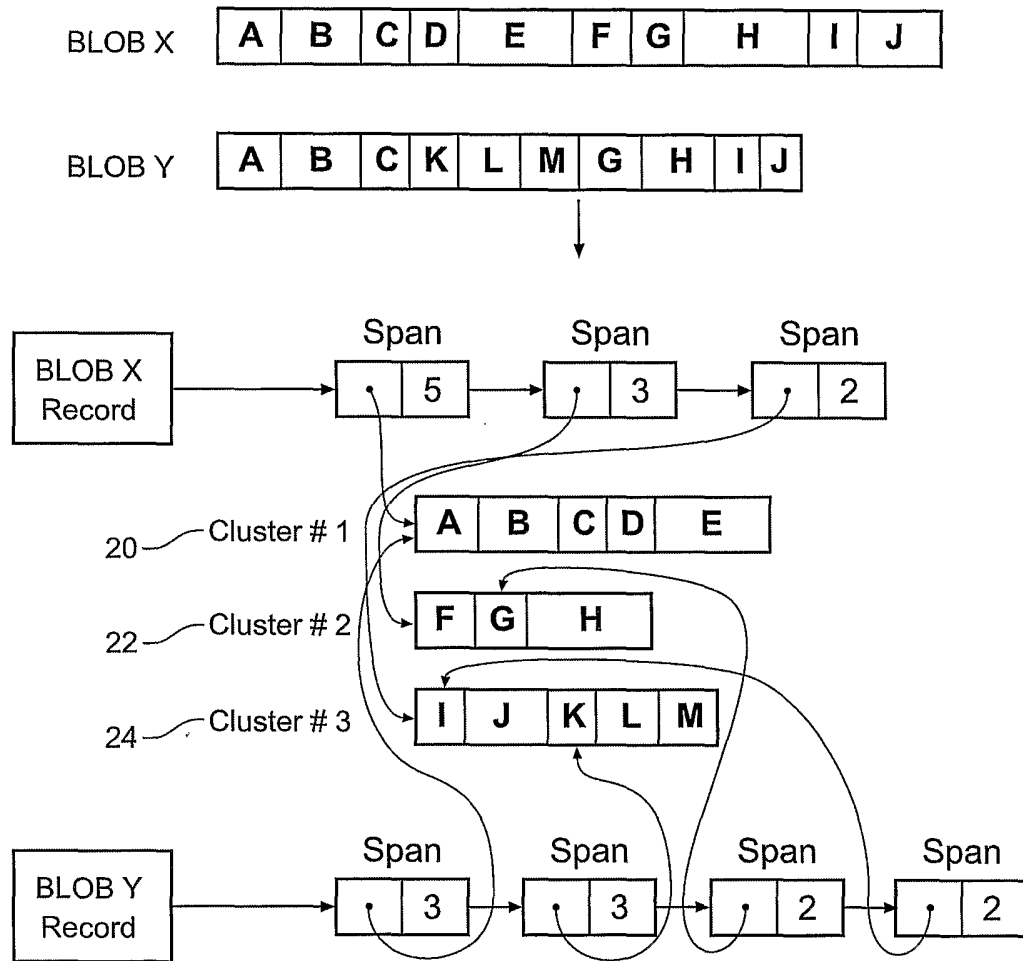 BLOB X A B C D E F G H I J
BLOB Y A B C K L M G H I J
Span Span Span
BLOB X
Record
5 3 2
20 Cluster # 1 A B C D E
22 Cluster # 2 F G H
24 Cluster # 3 I J K L M
Span Span Span Span
BLOB Y
Record
3 3 2 2